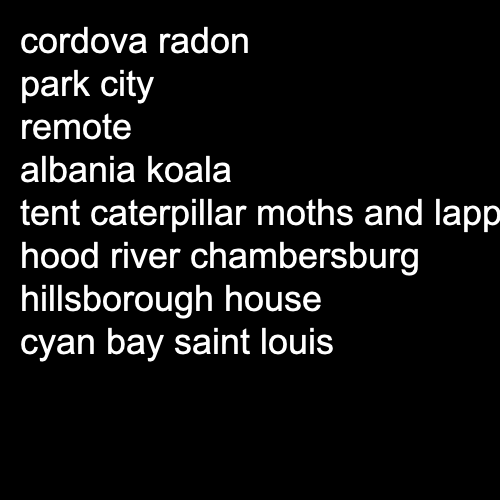 cordova radon
park city
remote
albania koala
tent caterpillar moths and lapp
hood river chambersburg
hillsborough house
cyan bay saint louis